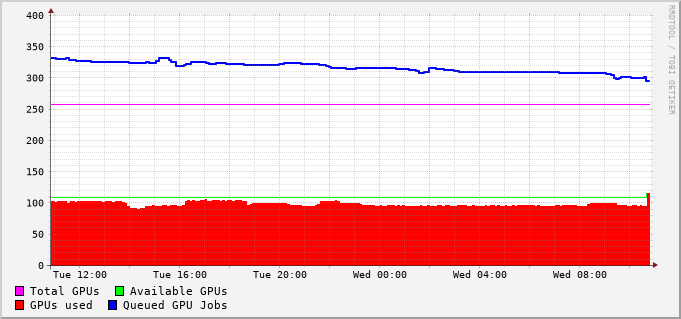 RRDTOOL / TOBI OETIKER
400
350
300
250
200
150
100
50
0
Tue 12:00 Tue 16:00 Tue 20:00 Wed 00:00 Wed 04:00 Wed 08:00
Total GPUs Available GPUs
GPUs used Queued GPU Jobs